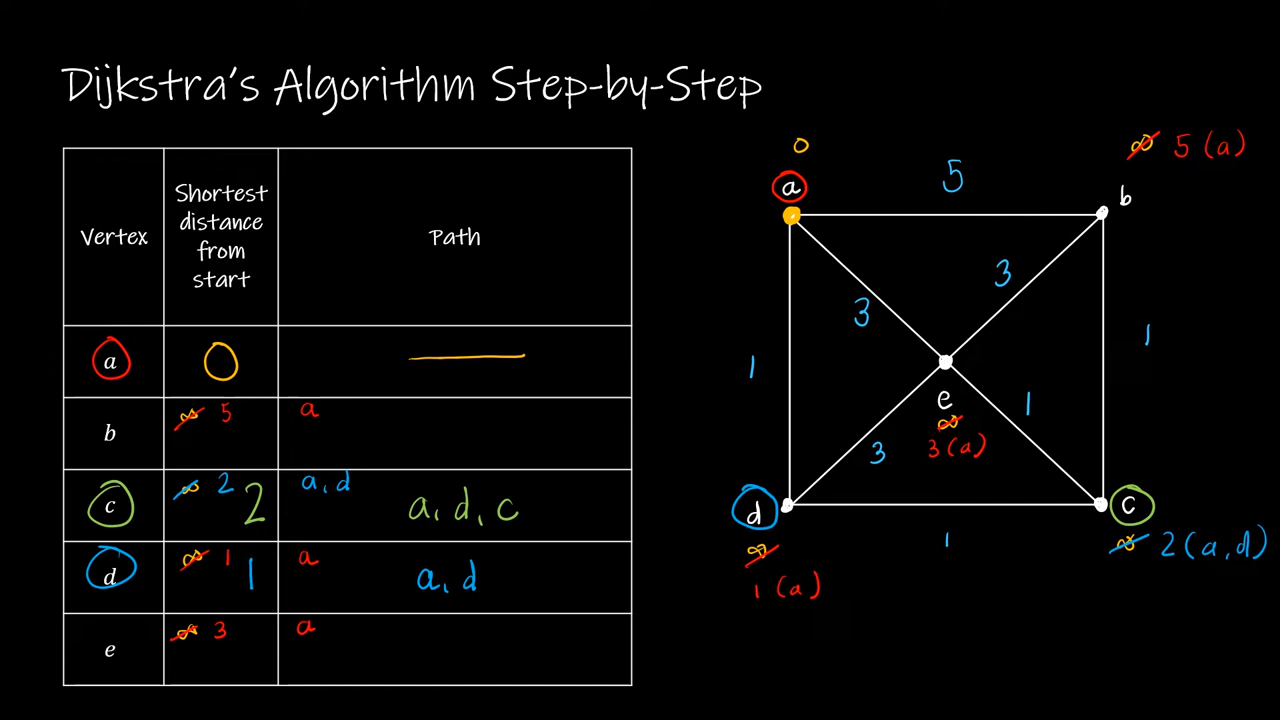 Dijkstra's Algorithm Step-by-Step
Vertex
Shortest
distance
from
start
Path
a
0
b
∞ 5
a
c
∞ 2
2
a, d
a, d, c
d
∞ 1
1
a
a, d
e
∞ 3
a
0
∞ 5 (a)
a
5
b
3
3
1
1
e
∞
3 (a)
1
3
d
c
∞
1 (a)
1
∞ 2 (a, d)